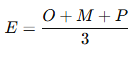 E = (O + M + P) / 3